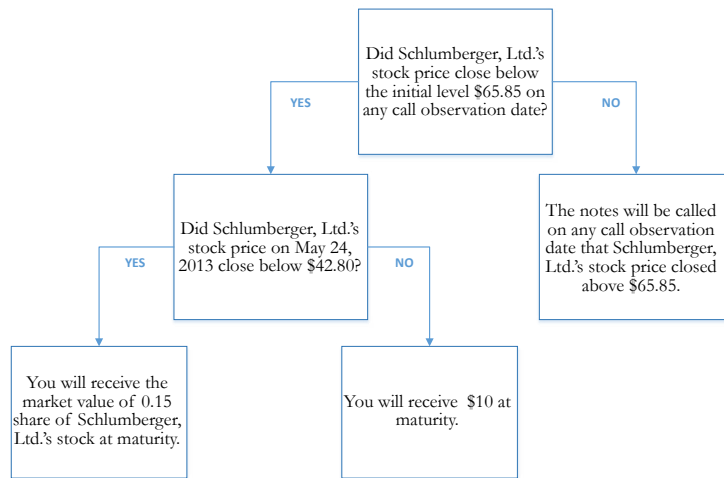 Did Schlumberger, Ltd.'s
stock price close below
the initial level $65.85 on
any call observation date?
YES
NO
Did Schlumberger, Ltd.'s
stock price on May 24,
2013 close below $42.80?
The notes will be called
on any call observation
date that Schlumberger,
Ltd.'s stock price closed
above $65.85.
YES
NO
You will receive the
market value of 0.15
share of Schlumberger,
Ltd.'s stock at maturity.
You will receive $10 at
maturity.